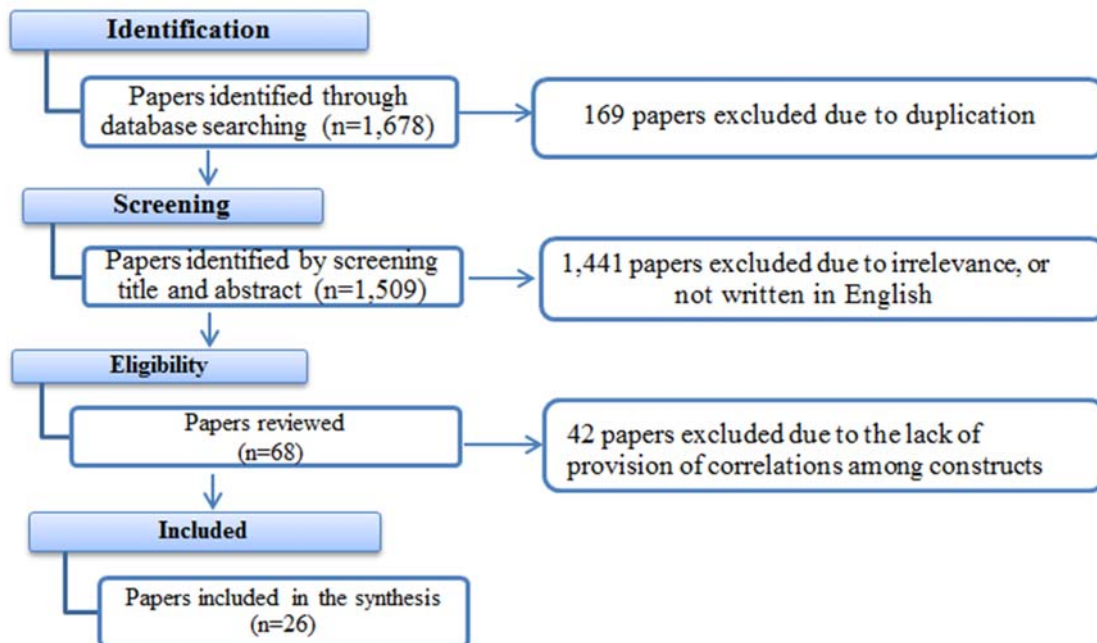 Identification
Papers identified through
database searching (n=1,678)
169 papers excluded due to duplication
Screening
Papers identified by screening
title and abstract (n=1,509)
1,441 papers excluded due to irrelevance, or
not written in English
Eligibility
Papers reviewed
(n=68)
42 papers excluded due to the lack of
provision of correlations among constructs
Included
Papers included in the synthesis
(n=26)